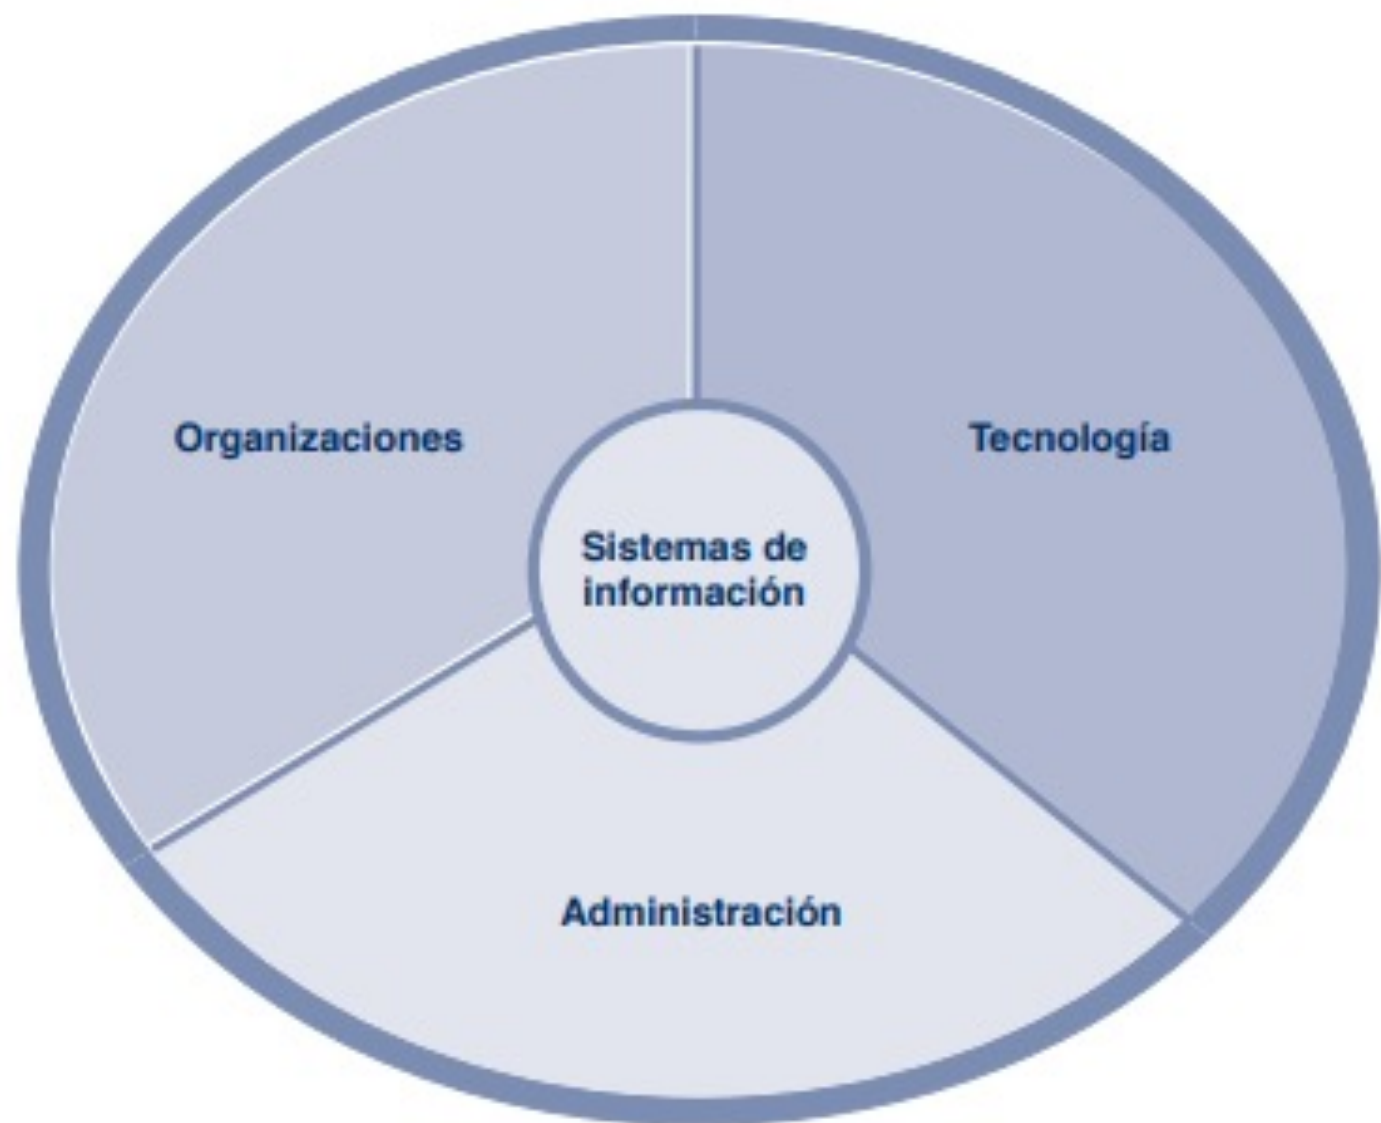 Organizaciones
Tecnología
Sistemas de
información
Administración